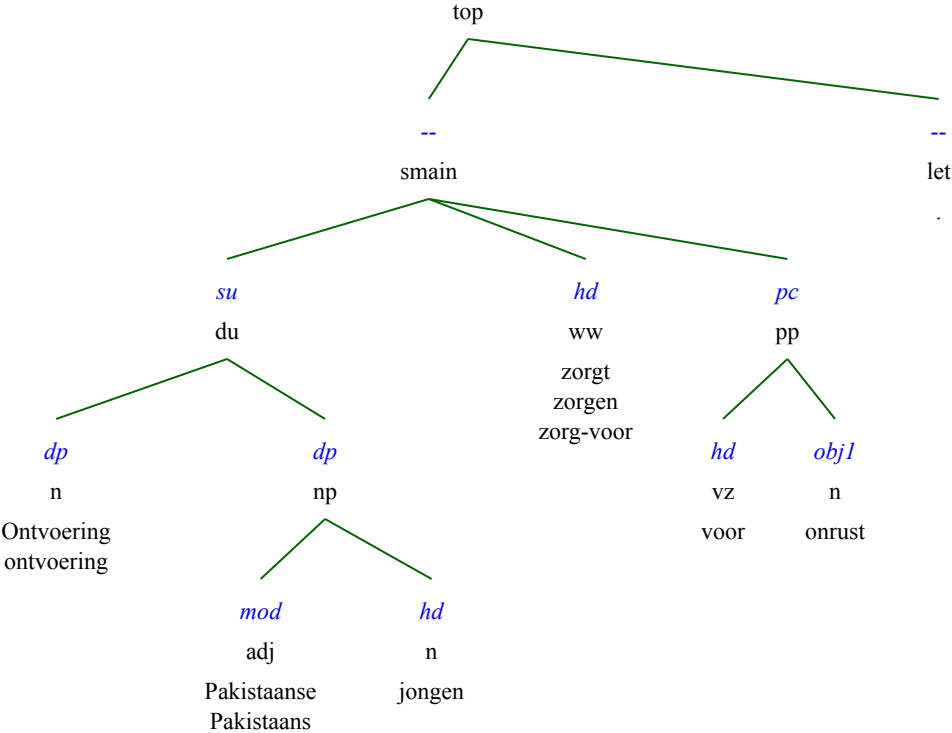 top
-- --
smain let
.
su hd pc
du ww pp
zorgt
zorgen
zorg-voor
dp dp hd obj1
n np vz n
Ontvoering voor onrust
ontvoering
mod hd
adj n
Pakistaanse jongen
Pakistaans